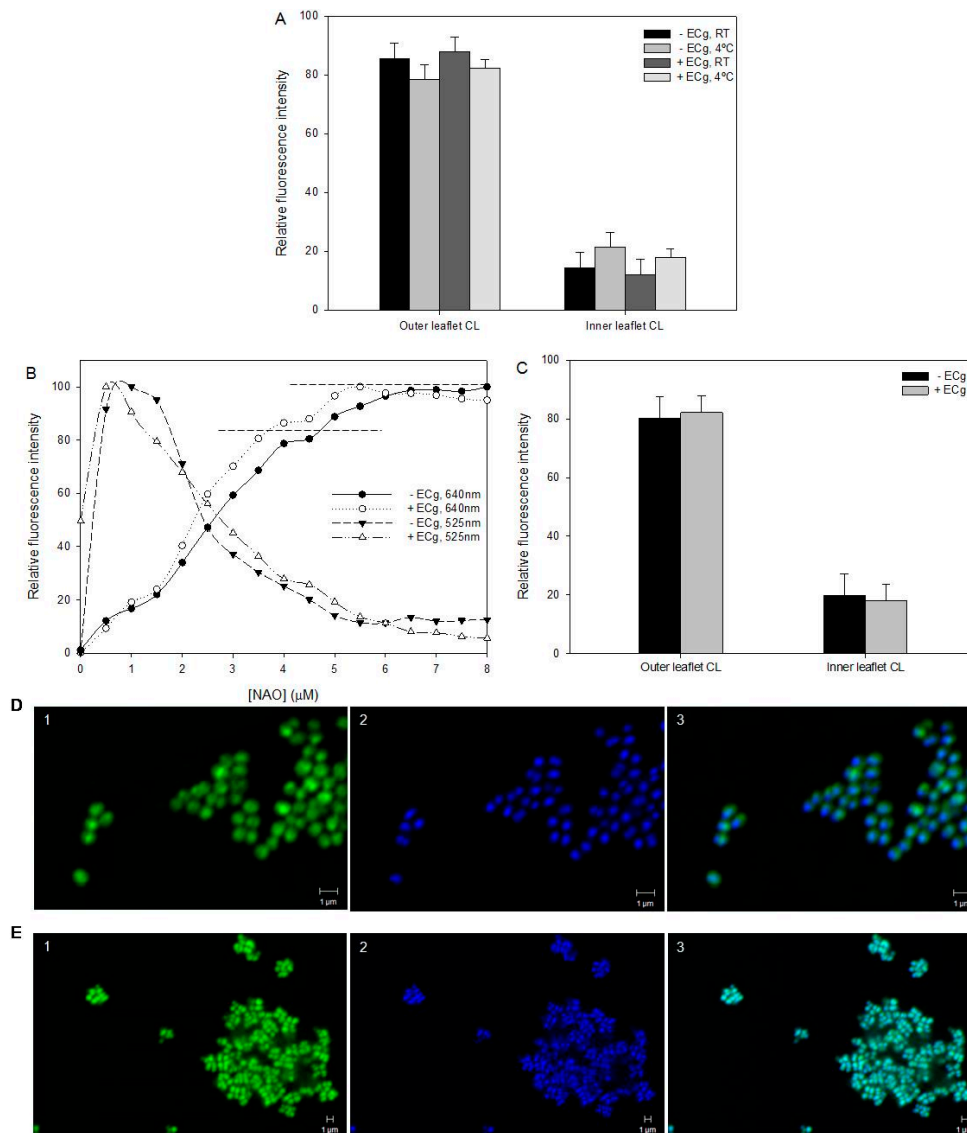 A
100
80
60
40
20
0
Relative fluorescence intensity
- ECg, RT
- ECg, 4ºC
+ ECg, RT
+ ECg, 4ºC
Outer leaflet CL
Inner leaflet CL
B
100
80
60
40
20
0
Relative fluorescence intensity
- ECg, 640nm
+ ECg, 640nm
- ECg, 525nm
+ ECg, 525nm
0 1 2 3 4 5 6 7 8
[NAO] (μM)
C
100
80
60
40
20
0
Relative fluorescence intensity
- ECg
+ ECg
Outer leaflet CL
Inner leaflet CL
D
1
1 μm
2
1 μm
3
1 μm
E
1
1 μm
2
1 μm
3
1 μm